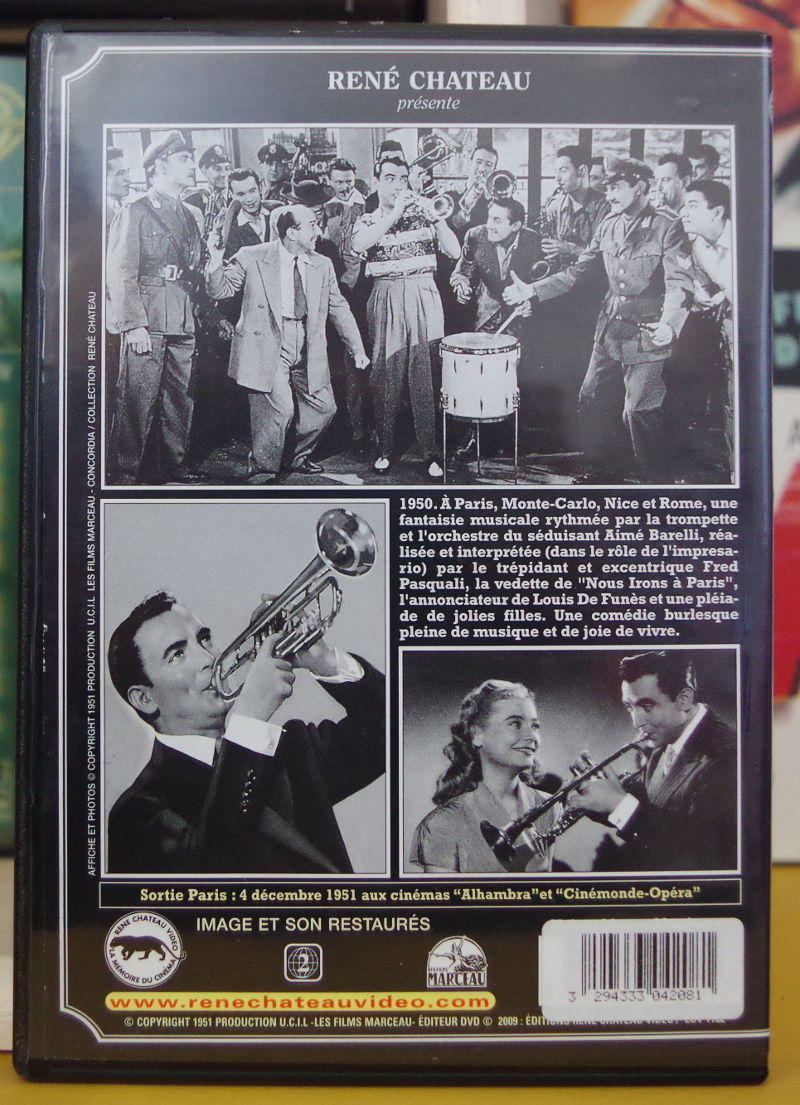 RENÉ CHATEAU
présente
AFFICHE ET PHOTOS © COPYRIGHT 1951 PRODUCTION U.C.I.L LES FILMS MARCEAU - CONCORDIA / COLLECTION RENÉ CHATEAU
1950. À Paris, Monte-Carlo, Nice et Rome, une
fantaisie musicale rythmée par la trompette
et l'orchestre du séduisant Aimé Barelli, réa-
lisée et interprétée (dans le rôle de l'impresa-
rio) par le trépidant et excentrique Fred
Pasquali, la vedette de "Nous Irons à Paris",
l'annonciateur de Louis De Funès et une pléia-
de de jolies filles. Une comédie burlesque
pleine de musique et de joie de vivre.
Sortie Paris : 4 décembre 1951 aux cinémas “Alhambra”et “Cinémonde-Opéra”
RENE CHATEAU VIDEO
LA MÉMOIRE DU CINÉMA
IMAGE ET SON RESTAURÉS
2
MARCEAU
www.renechateauvideo.com
3 294333 042081
© COPYRIGHT 1951 PRODUCTION U.C.I.L -LES FILMS MARCEAU- ÉDITEUR DVD © 2009 :